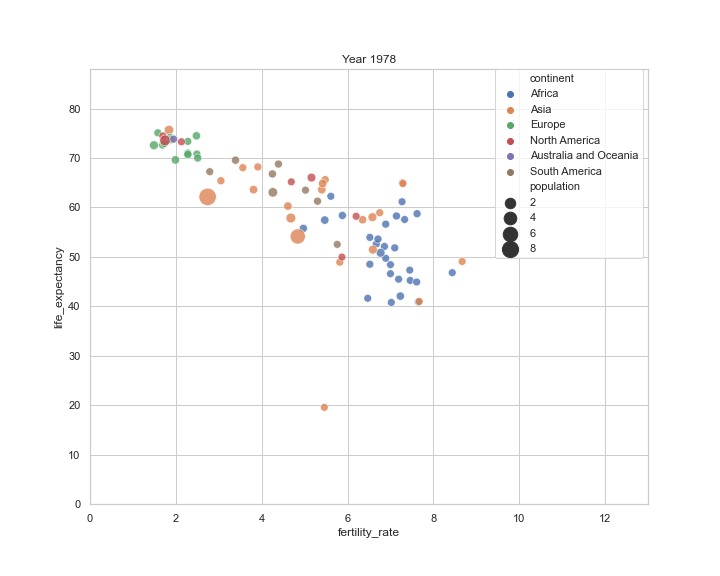 Year 1978
continent
Africa
Asia
Europe
North America
Australia and Oceania
South America
population
2
4
6
8
life_expectancy
80
70
60
50
40
30
20
10
0
0 2 4 6 8 10 12
fertility_rate